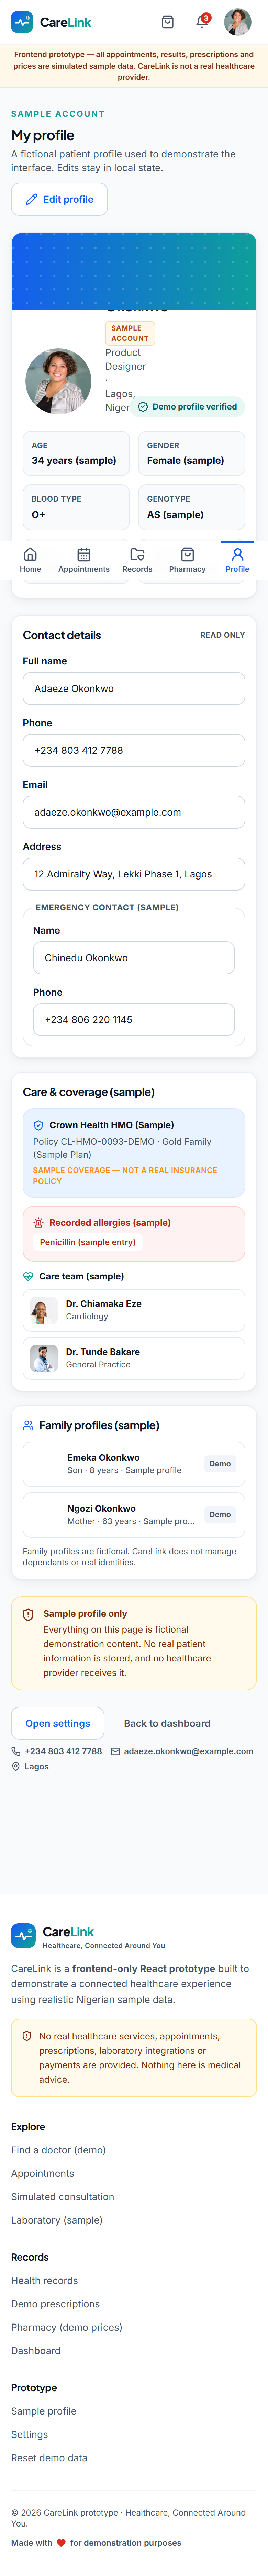 CareLink
3
Frontend prototype — all appointments, results, prescriptions and
prices are simulated sample data. CareLink is not a real healthcare
provider.
SAMPLE ACCOUNT
My profile
A fictional patient profile used to demonstrate the
interface. Edits stay in local state.
Edit profile
Okonkwo
SAMPLE
ACCOUNT
Product
Designer
·
Lagos,
Niger
Demo profile verified
AGE
34 years (sample)
GENDER
Female (sample)
BLOOD TYPE
O+
GENOTYPE
AS (sample)
Home
Appointments
Records
Pharmacy
Profile
Contact details
READ ONLY
Full name
Adaeze Okonkwo
Phone
+234 803 412 7788
Email
adaeze.okonkwo@example.com
Address
12 Admiralty Way, Lekki Phase 1, Lagos
EMERGENCY CONTACT (SAMPLE)
Name
Chinedu Okonkwo
Phone
+234 806 220 1145
Care & coverage (sample)
Crown Health HMO (Sample)
Policy CL-HMO-0093-DEMO · Gold Family
(Sample Plan)
SAMPLE COVERAGE — NOT A REAL INSURANCE
POLICY
Recorded allergies (sample)
Penicillin (sample entry)
Care team (sample)
Dr. Chiamaka Eze
Cardiology
Dr. Tunde Bakare
General Practice
Family profiles (sample)
Emeka Okonkwo
Son · 8 years · Sample profile
Demo
Ngozi Okonkwo
Mother · 63 years · Sample pro...
Demo
Family profiles are fictional. CareLink does not manage
dependants or real identities.
Sample profile only
Everything on this page is fictional
demonstration content. No real patient
information is stored, and no healthcare
provider receives it.
Open settings
Back to dashboard
+234 803 412 7788
adaeze.okonkwo@example.com
Lagos
CareLink
Healthcare, Connected Around You
CareLink is a frontend-only React prototype built to
demonstrate a connected healthcare experience
using realistic Nigerian sample data.
No real healthcare services, appointments,
prescriptions, laboratory integrations or
payments are provided. Nothing here is medical
advice.
Explore
Find a doctor (demo)
Appointments
Simulated consultation
Laboratory (sample)
Records
Health records
Demo prescriptions
Pharmacy (demo prices)
Dashboard
Prototype
Sample profile
Settings
Reset demo data
© 2026 CareLink prototype · Healthcare, Connected Around
You.
Made with ❤ for demonstration purposes